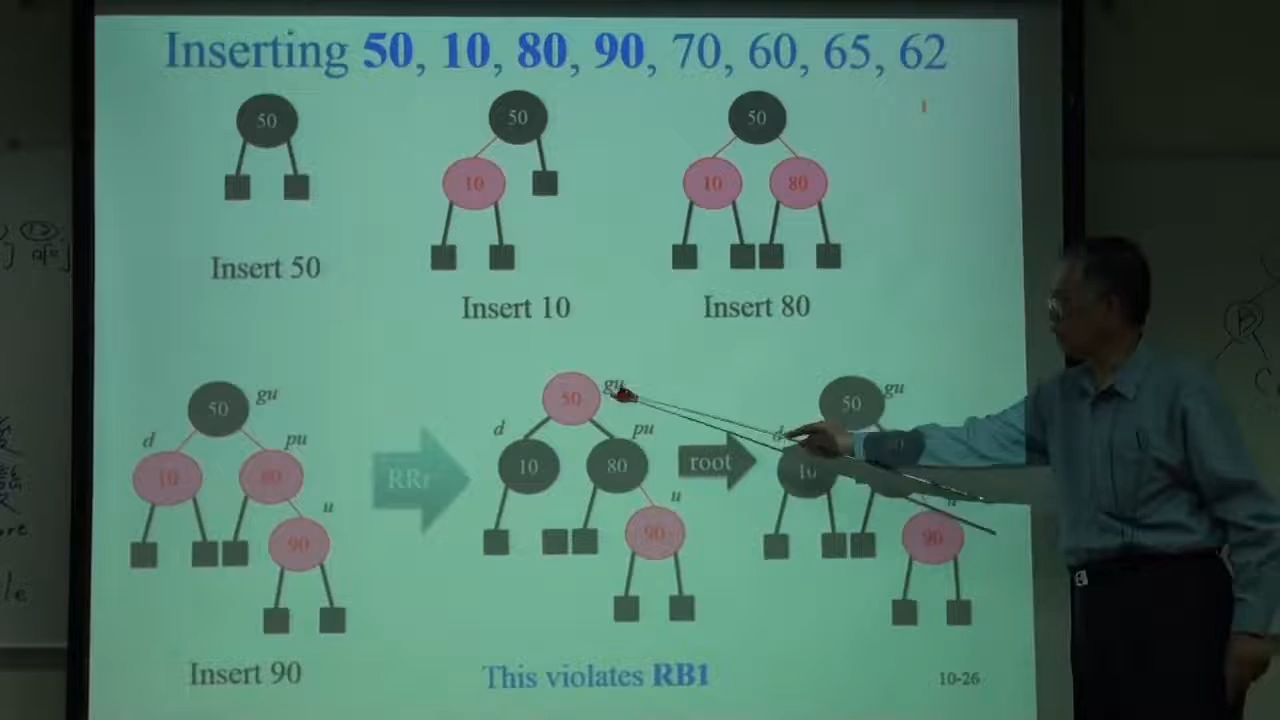 Inserting 50, 10, 80, 90, 70, 60, 65, 62
50
50
50
10
10
80
Insert 50
Insert 10
Insert 80
50
gu
50
gu
50
gu
d
pu
d
pu
d
10
80
RRr
10
80
root
10
u
u
u
90
90
90
Insert 90
This violates RB1
10-26